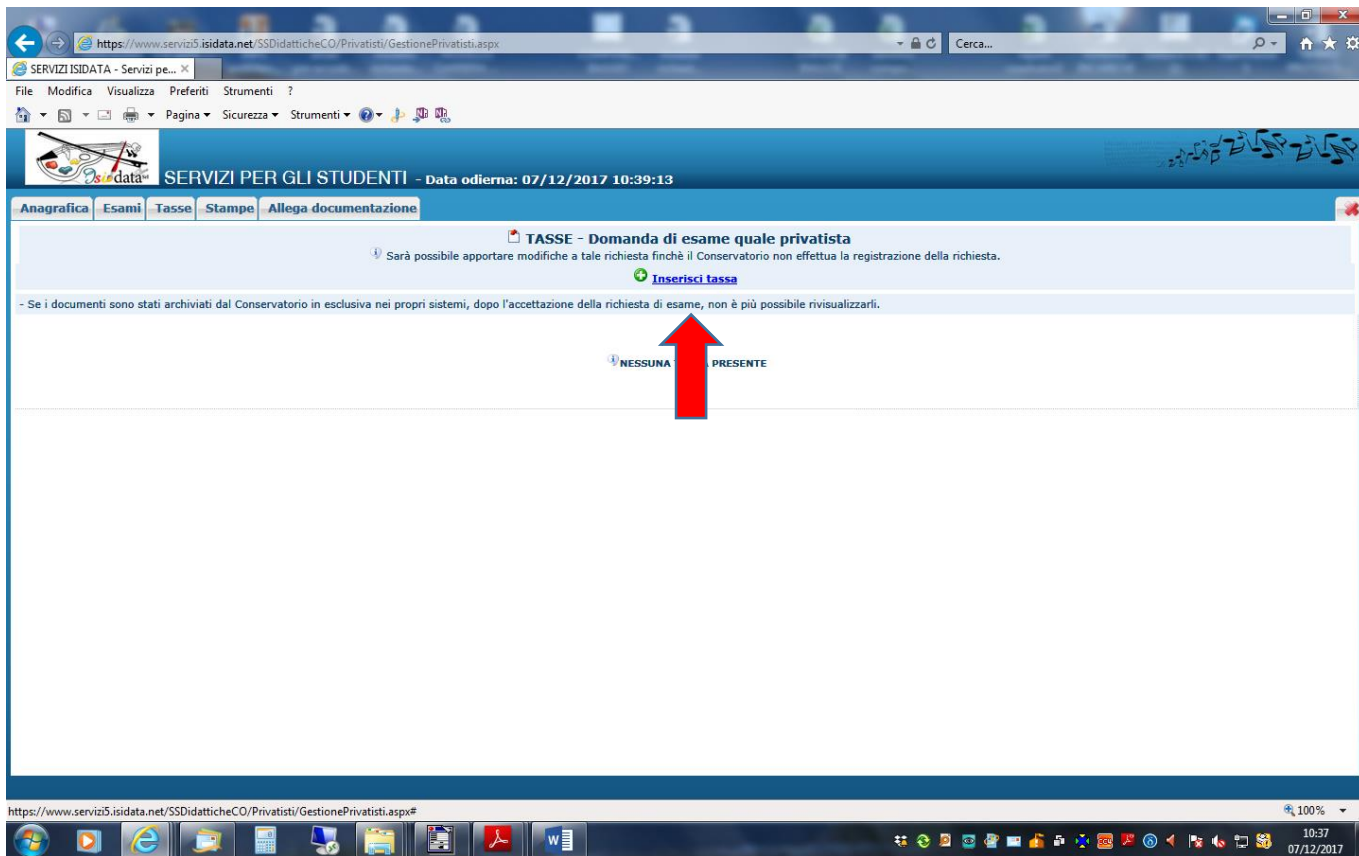 https://www.servizi5.isidata.net/SSDidatticheCO/Privatisti/GestionePrivatisti.aspx
Cerca...
SERVIZI ISIDATA - Servizi pe...
File Modifica Visualizza Preferiti Strumenti ?
Pagina Sicurezza Strumenti
Isidata
SERVIZI PER GLI STUDENTI - Data odierna: 07/12/2017 10:39:13
Anagrafica Esami Tasse Stampe Allega documentazione
TASSE - Domanda di esame quale privatista
Sarà possibile apportare modifiche a tale richiesta finchè il Conservatorio non effettua la registrazione della richiesta.
Inserisci tassa
- Se i documenti sono stati archiviati dal Conservatorio in esclusiva nei propri sistemi, dopo l'accettazione della richiesta di esame, non è più possibile rivisualizzarli.
NESSUNA PRESENTE
https://www.servizi5.isidata.net/SSDidatticheCO/Privatisti/GestionePrivatisti.aspx#
100%
10:37
07/12/2017